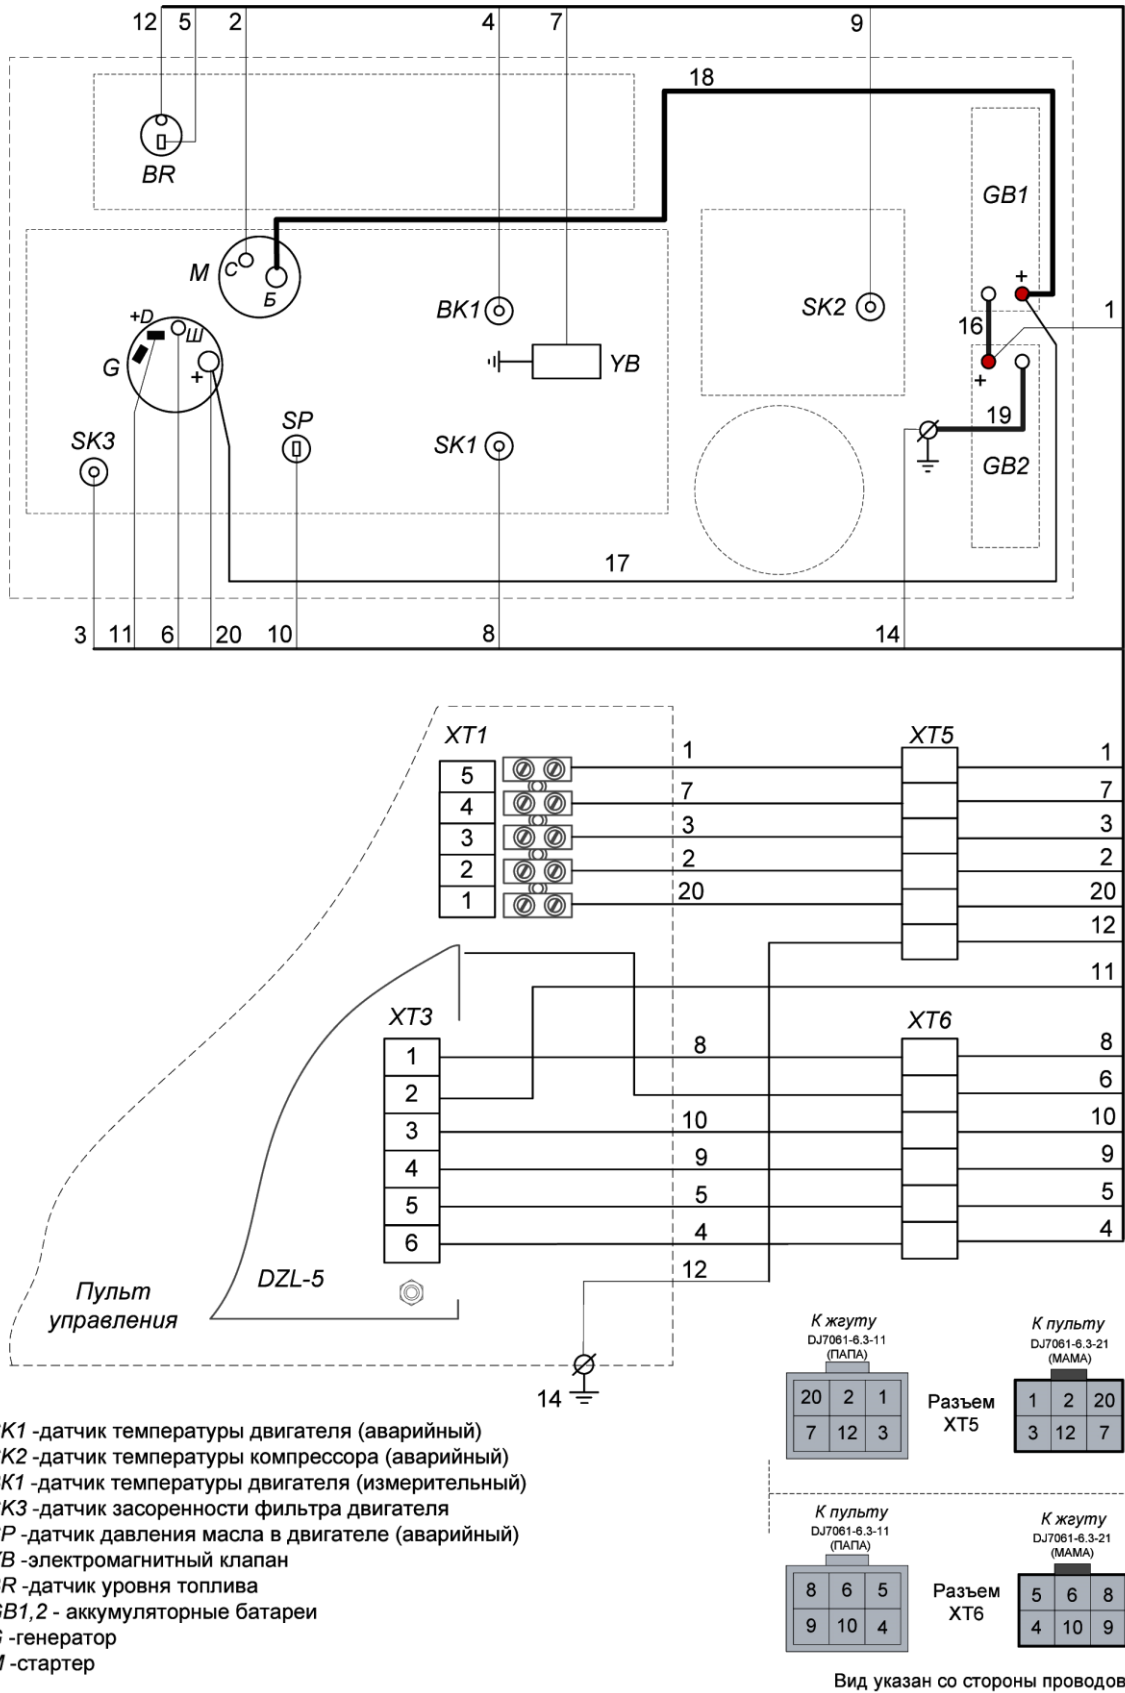 12 5 2 4 7 9
18
BR
GB1
M C Б
BK1
SK2
+
1
16
+D Ш
G +
YB
+
SP
19
SK3
SK1
GB2
17
3 11 6 20 10 8 14
XT1 XT5
5 1 1
4 7 7
3 3 3
2 2 2
1 20 20
12
11
XT3 XT6
1 8 8
2 6
3 10 10
4 9 9
5 5 5
6 4 4
DZL-5 12
Пульт
управления
14
К жгуту
DJ7061-6.3-11
(ПАПА)
20 2 1
7 12 3
Разъем
XT5
К пульту
DJ7061-6.3-21
(МАМА)
1 2 20
3 12 7
К пульту
DJ7061-6.3-11
(ПАПА)
8 6 5
9 10 4
Разъем
XT6
К жгуту
DJ7061-6.3-21
(МАМА)
5 6 8
4 10 9
K1 -датчик температуры двигателя (аварийный)
K2 -датчик температуры компрессора (аварийный)
К1 -датчик температуры двигателя (измерительный)
K3 -датчик засоренности фильтра двигателя
P -датчик давления масла в двигателе (аварийный)
B -электромагнитный клапан
R -датчик уровня топлива
B1,2 - аккумуляторные батареи
-генератор
-стартер
Вид указан со стороны проводов